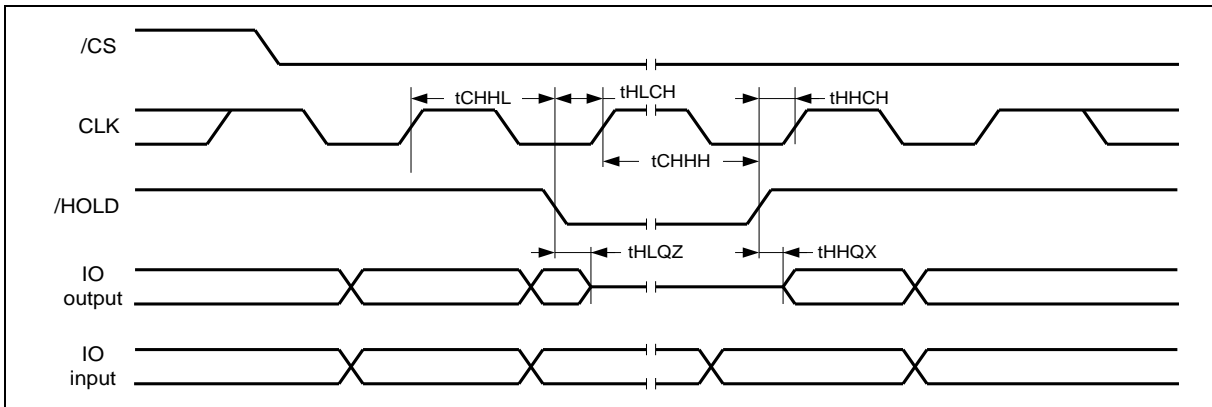 /CS
tCHHL
tHLCH
tHHCH
CLK
tCHHH
/HOLD
tHLQZ
tHHQX
IO
output
IO
input